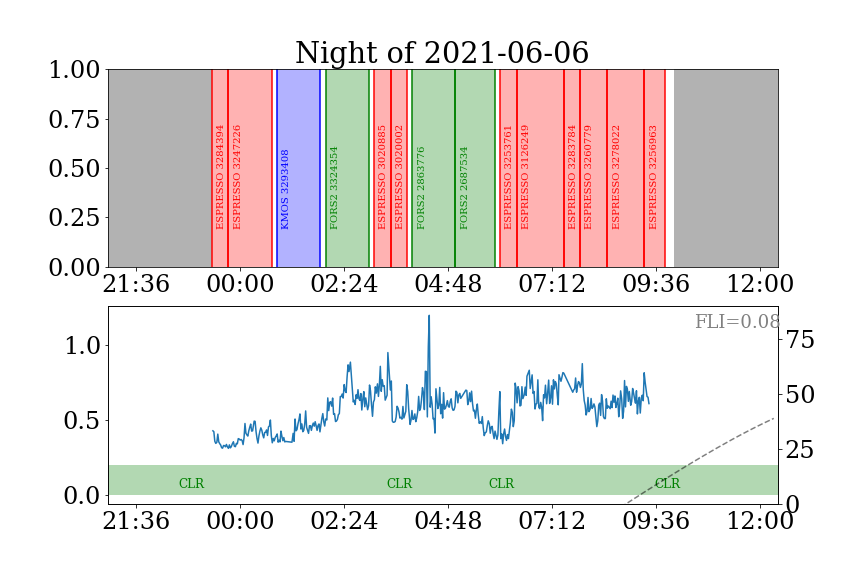 Night of 2021-06-06
1.00
0.75
0.50
0.25
0.00
ESPRESSO 3284394
ESPRESSO 3247226
KMOS 3293408
FORS2 3324354
ESPRESSO 3020885
ESPRESSO 3020002
FORS2 2863776
FORS2 2687534
ESPRESSO 3253761
ESPRESSO 3126249
ESPRESSO 3283784
ESPRESSO 3260779
ESPRESSO 3278022
ESPRESSO 3256963
21:36 00:00 02:24 04:48 07:12 09:36 12:00
FLI=0.08
1.0
0.5
0.0
75
50
25
0
CLR CLR CLR CLR
21:36 00:00 02:24 04:48 07:12 09:36 12:00